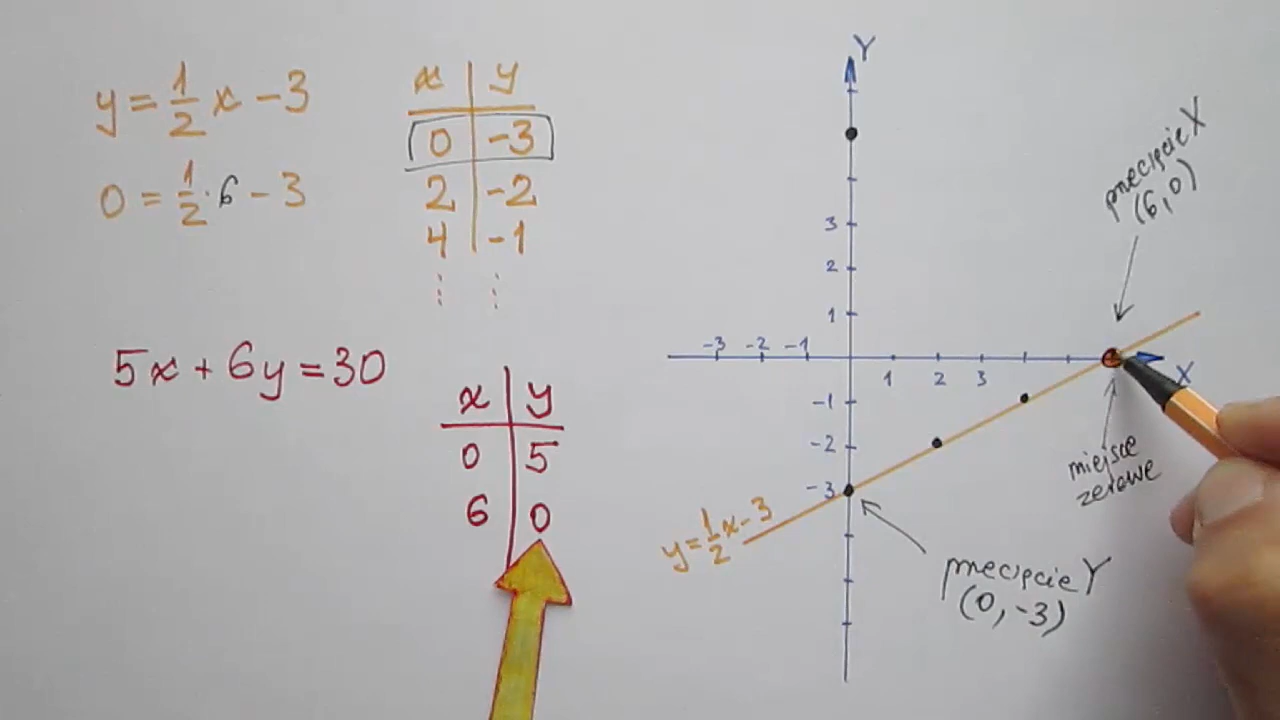 y = 1/2 x - 3
0 = 1/2 · 6 - 3
x y
0 -3
2 -2
4 -1
⋮ ⋮
5x + 6y = 30
x y
0 5
6 0
Y
3
2
1
-3 -2 -1
1 2 3
X
-1
-2
-3
przecięcie X
(6, 0)
miejsce
zerowe
y = 1/2 x - 3
przecięcie Y
(0, -3)